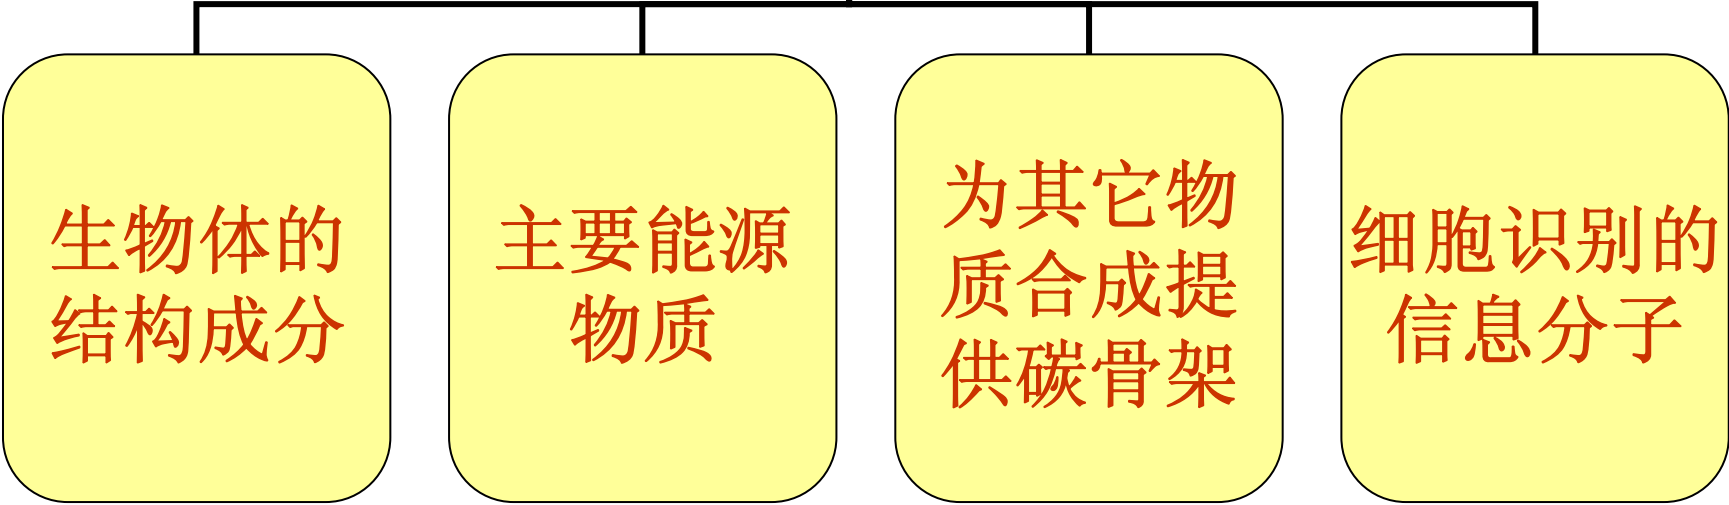 生物体的
结构成分
主要能源
物质
为其它物
质合成提
供碳骨架
细胞识别的
信息分子